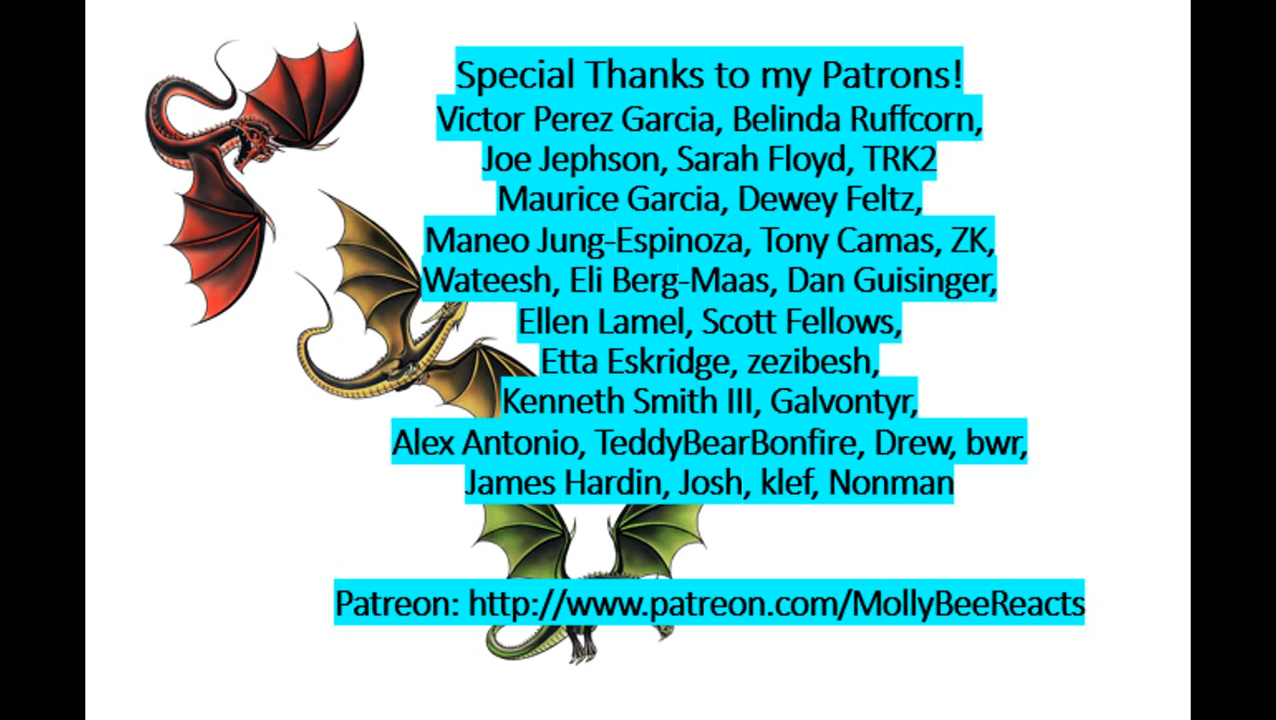 Special Thanks to my Patrons!
Victor Perez Garcia, Belinda Ruffcorn,
Joe Jephson, Sarah Floyd, TRK2
Maurice Garcia, Dewey Feltz,
Maneo Jung-Espinoza, Tony Camas, ZK,
Wateesh, Eli Berg-Maas, Dan Guisinger,
Ellen Lamel, Scott Fellows,
Etta Eskridge, zezibesh,
Kenneth Smith III, Galvontyr,
Alex Antonio, TeddyBearBonfire, Drew, bwr,
James Hardin, Josh, klef, Nonman
Patreon: http://www.patreon.com/MollyBeeReacts